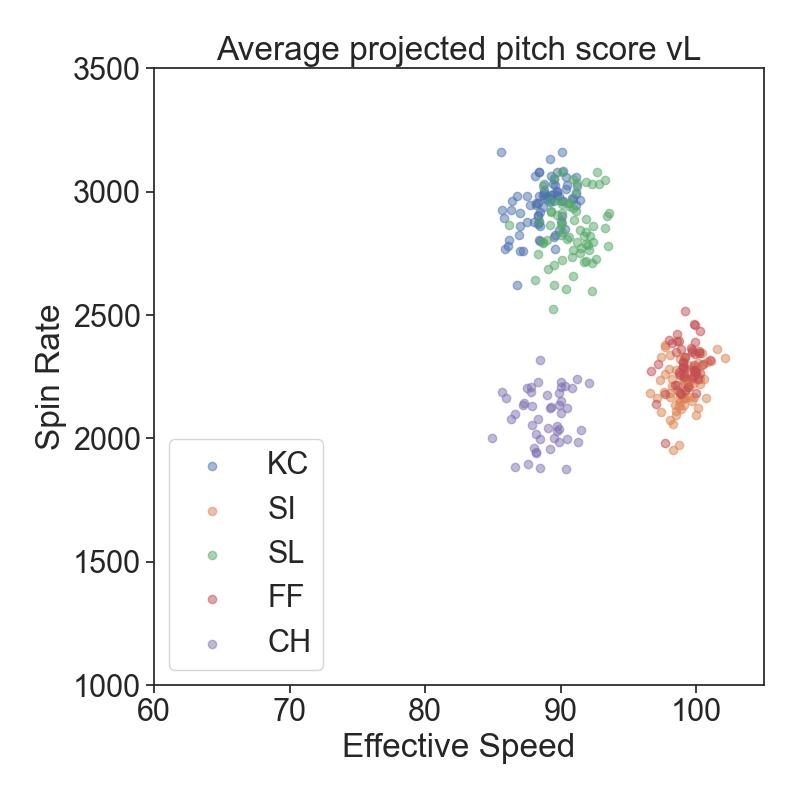 Average projected pitch score vL
3500
3000
2500
2000
1500
1000
Spin Rate
KC
SI
SL
FF
CH
60 70 80 90 100
Effective Speed